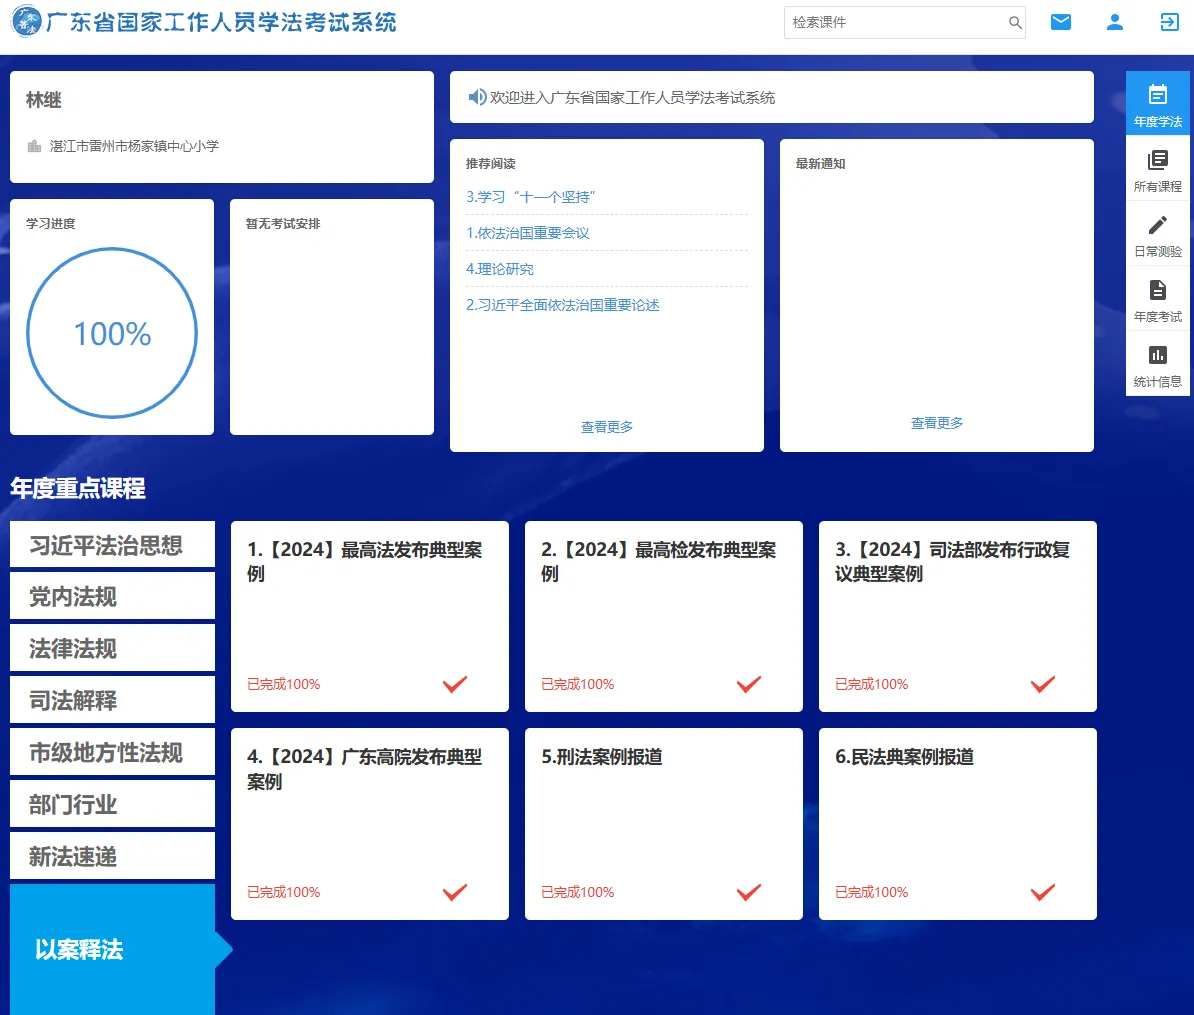 广东普法
广东省国家工作人员学法考试系统
检索课件
林继
湛江市雷州市杨家镇中心小学
学习进度
100%
暂无考试安排
欢迎进入广东省国家工作人员学法考试系统
推荐阅读
3.学习“十一个坚持”
1.依法治国重要会议
4.理论研究
2.习近平全面依法治国重要论述
查看更多
最新通知
查看更多
年度学法
所有课程
日常测验
年度考试
统计信息
年度重点课程
习近平法治思想
党内法规
法律法规
司法解释
市级地方性法规
部门行业
新法速递
以案释法
1.【2024】最高法发布典型案
例
已完成100%
2.【2024】最高检发布典型案
例
已完成100%
3.【2024】司法部发布行政复
议典型案例
已完成100%
4.【2024】广东高院发布典型
案例
已完成100%
5.刑法案例报道
已完成100%
6.民法典案例报道
已完成100%